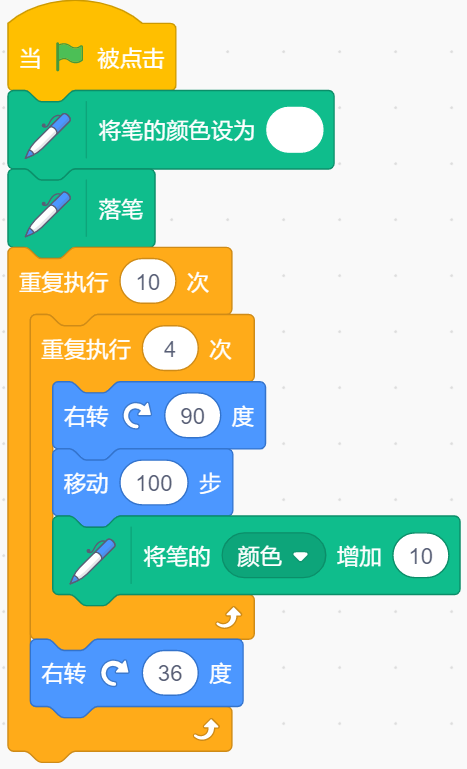 当 被点击
将笔的颜色设为
落笔
重复执行 10 次
重复执行 4 次
右转 90 度
移动 100 步
将笔的 颜色 增加 10
右转 36 度